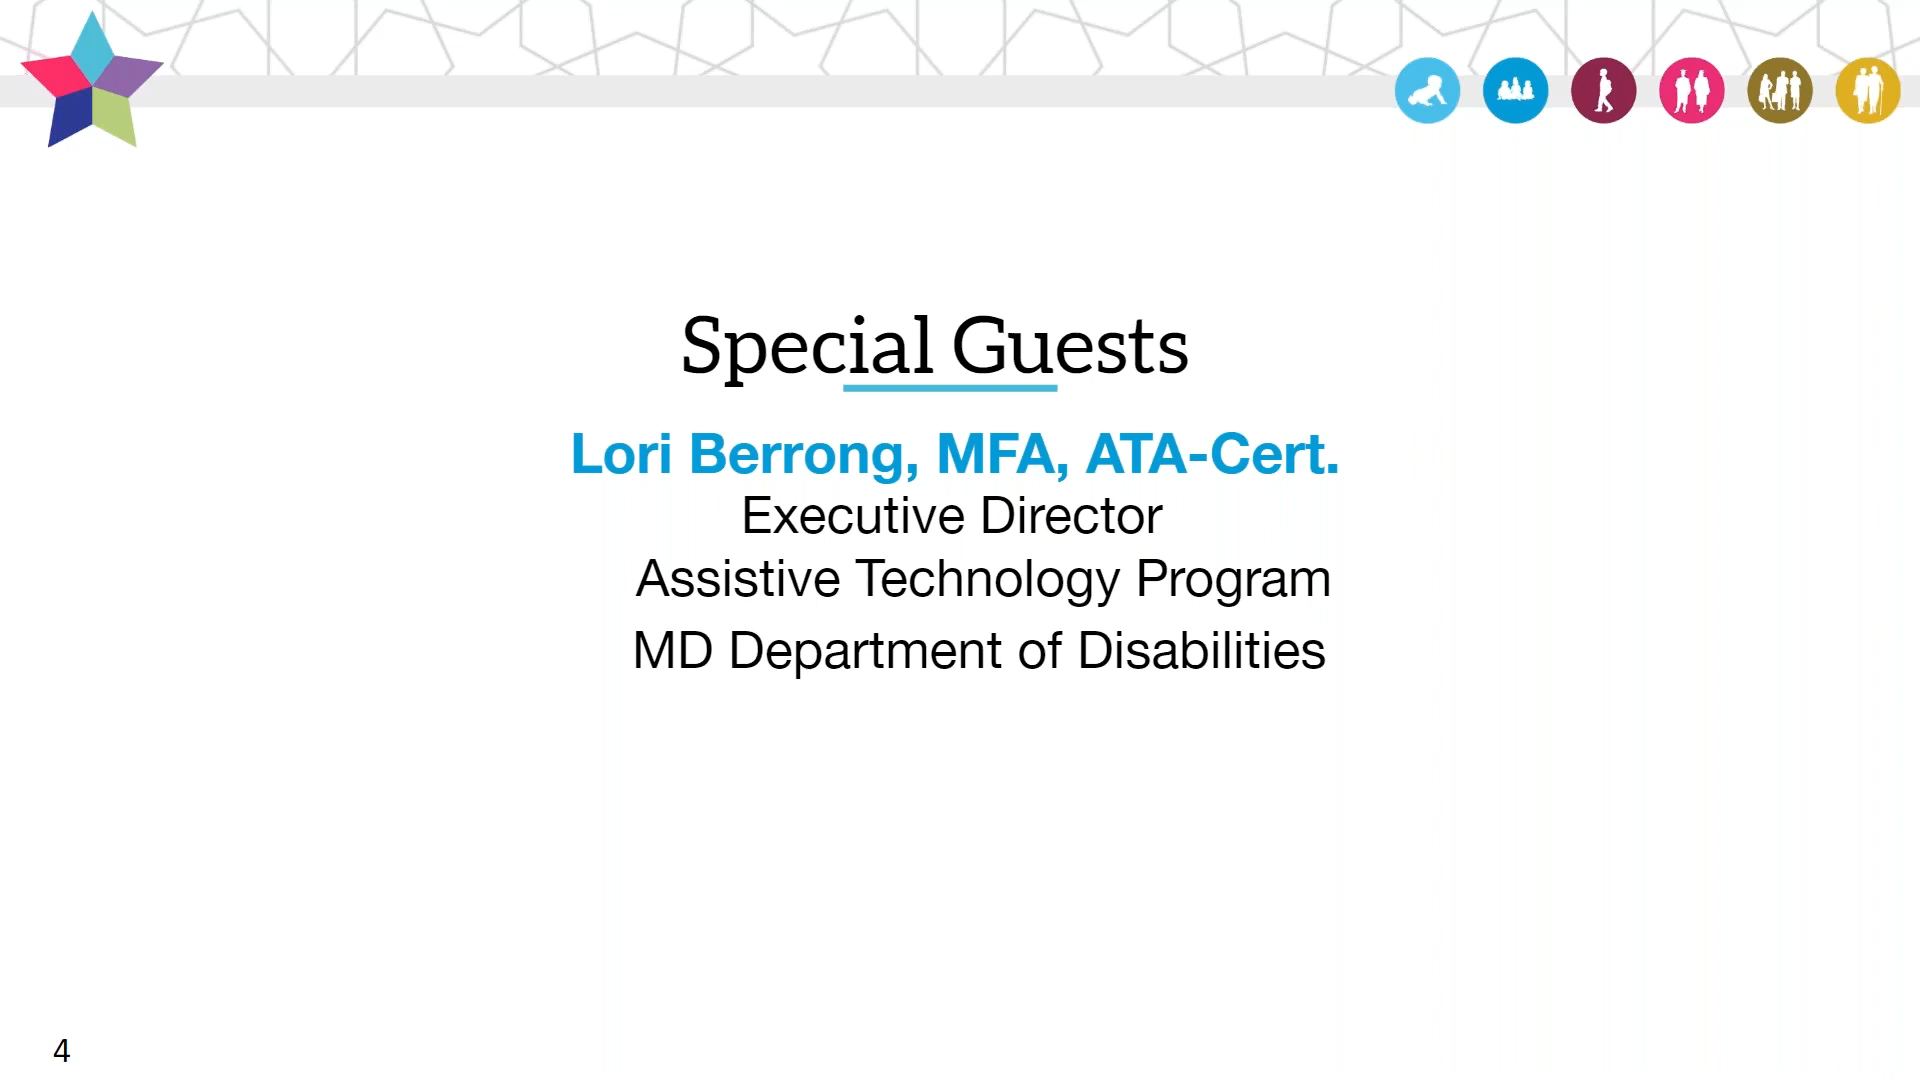 Special Guests
Lori Berrong, MFA, ATA-Cert.
Executive Director
Assistive Technology Program
MD Department of Disabilities
4